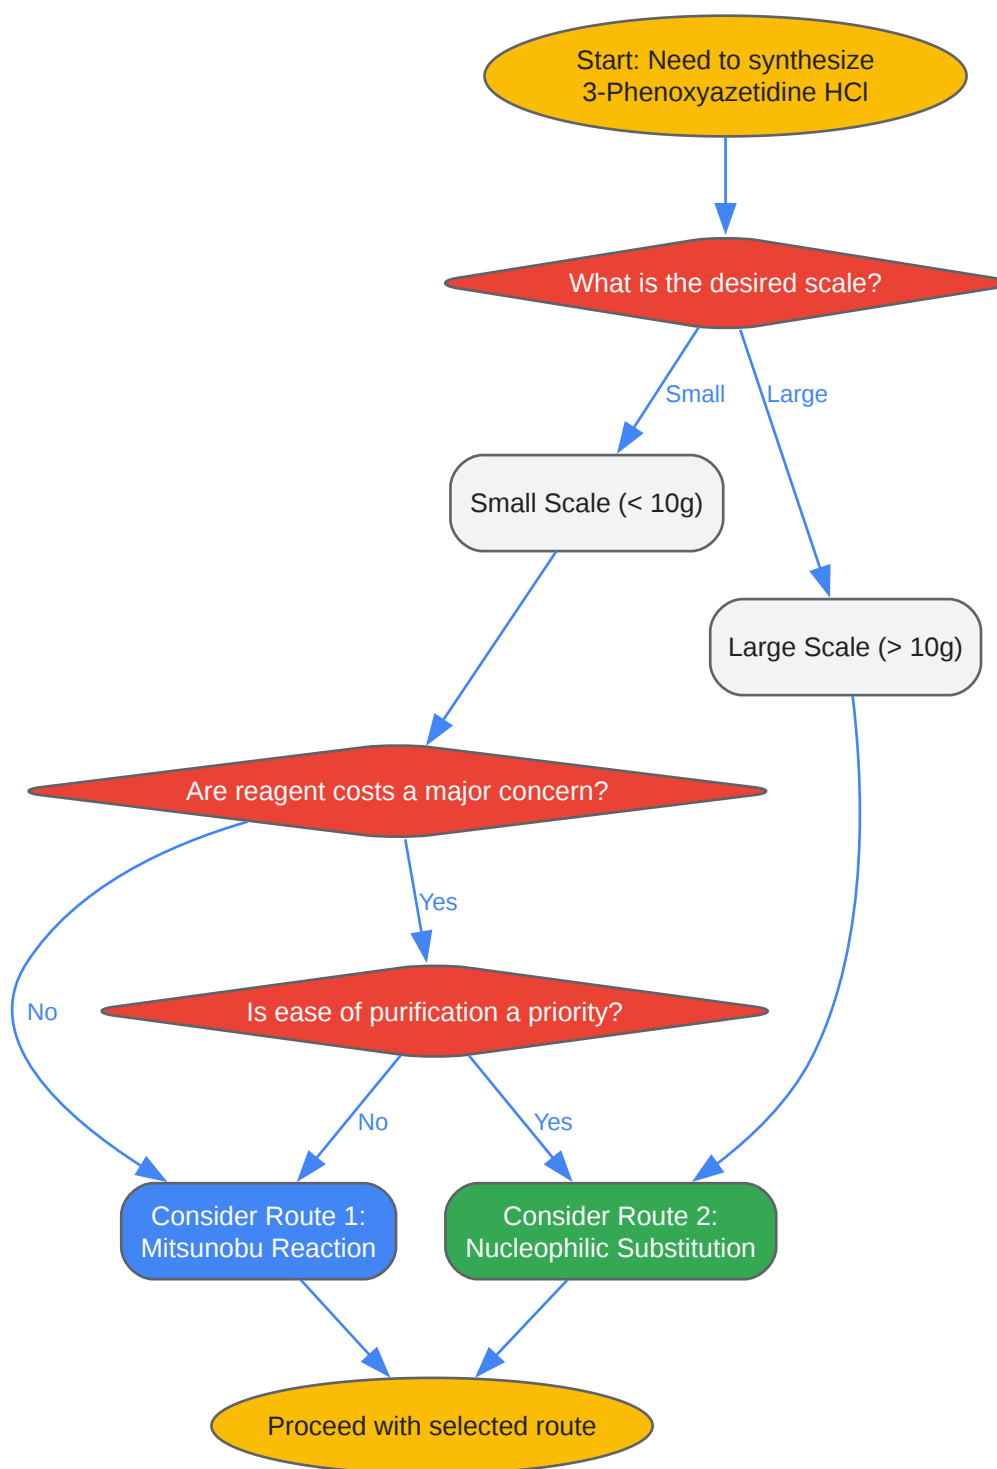 Start: Need to synthesize
3-Phenoxyazetidine HCl
What is the desired scale?
Small
Large
Small Scale (< 10g)
Large Scale (> 10g)
Are reagent costs a major concern?
Yes
Is ease of purification a priority?
No
No
Yes
Consider Route 1:
Mitsunobu Reaction
Consider Route 2:
Nucleophilic Substitution
Proceed with selected route